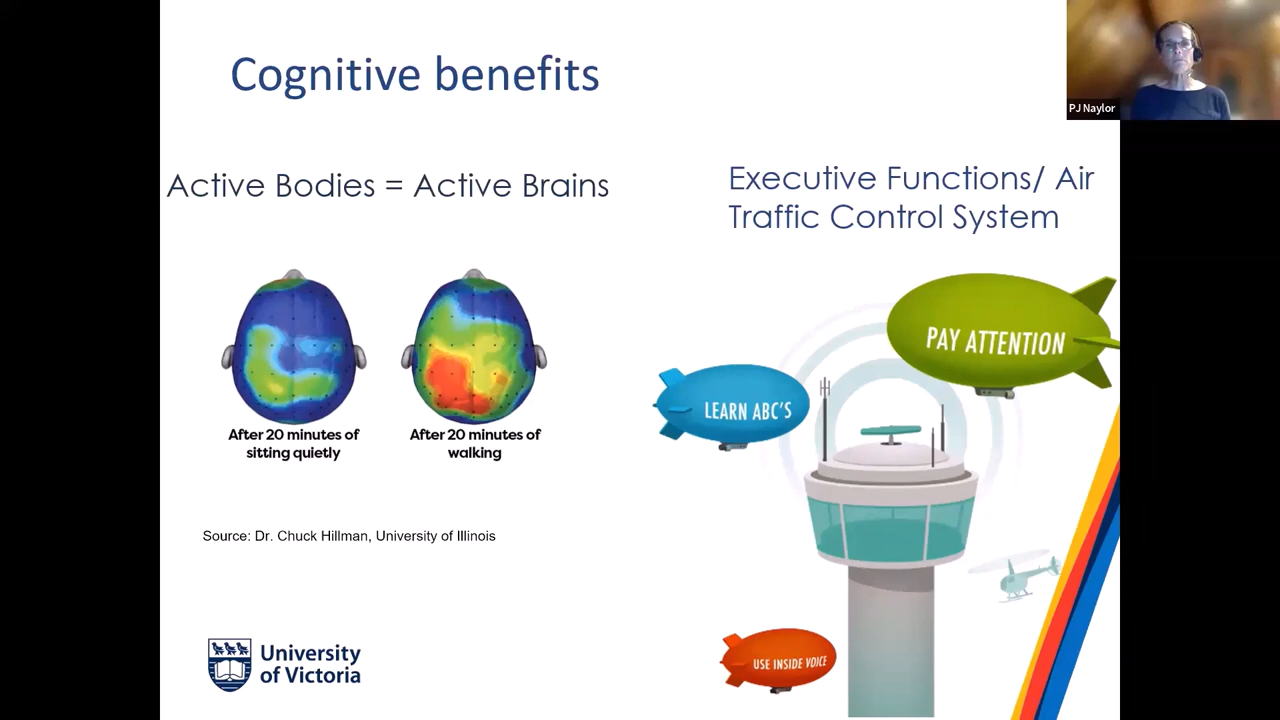 Cognitive benefits
PJ Naylor
Active Bodies = Active Brains
Executive Functions/ Air
Traffic Control System
After 20 minutes of
sitting quietly
After 20 minutes of
walking
PAY ATTENTION
LEARN ABC'S
USE INSIDE VOICE
Source: Dr. Chuck Hillman, University of Illinois
University
of Victoria